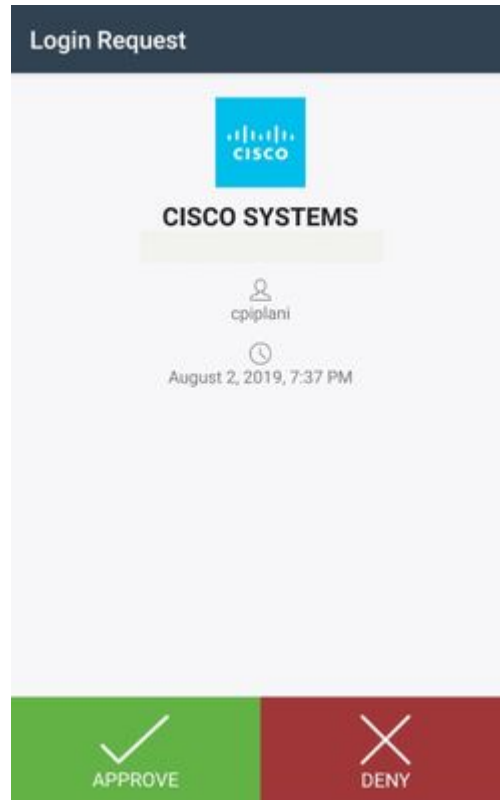 Login Request
CISCO
CISCO SYSTEMS
cpiplani
August 2, 2019, 7:37 PM
APPROVE
DENY